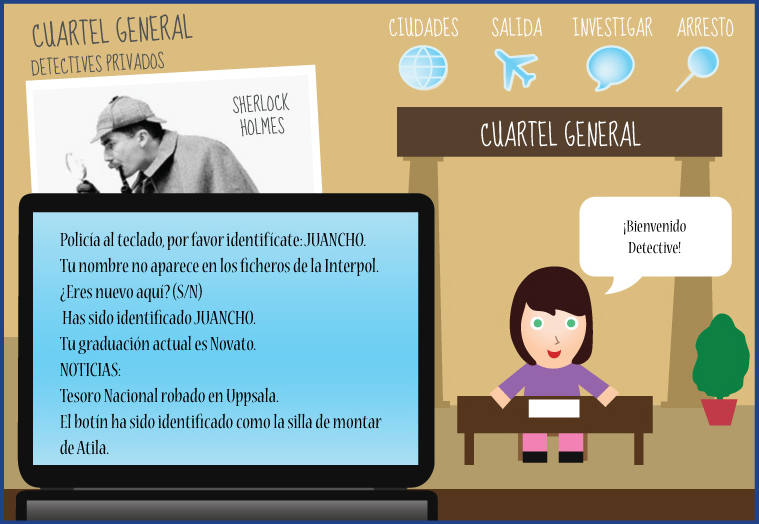 CUARTEL GENERAL
DETECTIVES PRIVADOS
SHERLOCK
HOLMES
CIUDADES
SALIDA
INVESTIGAR
ARRESTO
CUARTEL GENERAL
¡Bienvenido
Detective!
Policía al teclado, por favor identifícate: JUANCHO.
Tu nombre no aparece en los ficheros de la Interpol.
¿Eres nuevo aquí? (S/N)
Has sido identificado JUANCHO.
Tu graduación actual es Novato.
NOTICIAS:
Tesoro Nacional robado en Uppsala.
El botín ha sido identificado como la silla de montar
de Atila.